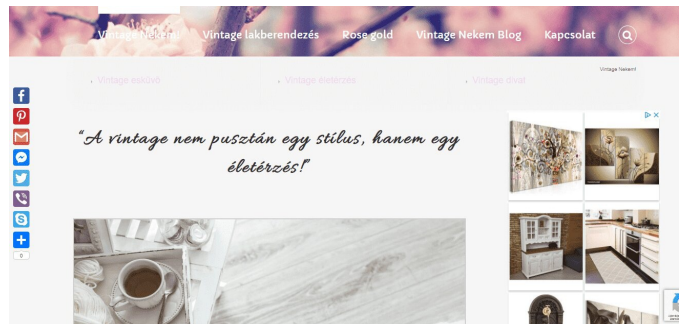 Vintage Nekem!
Vintage lakberendezés
Rose gold
Vintage Nekem Blog
Kapcsolat
Vintage Nekem!
Vintage esküvő
Vintage életérzés
Vintage stílus
“A vintage nem pusztán egy stílus, hanem egy
életérzés!”
0